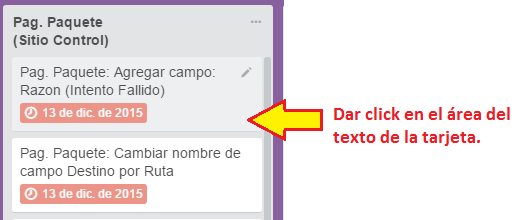 Pag. Paquete
(Sitio Control)
Pag. Paquete: Agregar campo:
Razon (Intento Fallido)
13 de dic. de 2015
Dar click en el área del
texto de la tarjeta.
Pag. Paquete: Cambiar nombre de
campo Destino por Ruta
13 de dic. de 2015